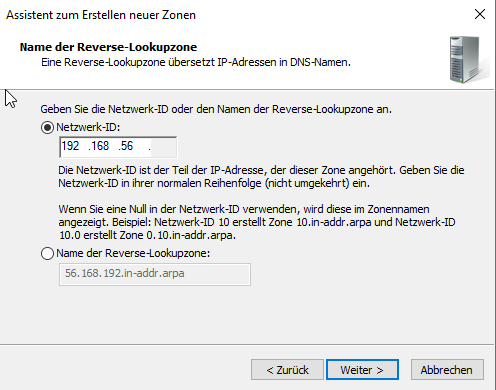 Assistent zum Erstellen neuer Zonen
Name der Reverse-Lookupzone
Eine Reverse-Lookupzone übersetzt IP-Adressen in DNS-Namen.
Geben Sie die Netzwerk-ID oder den Namen der Reverse-Lookupzone an.
Netzwerk-ID:
192 .168 .56 .
Die Netzwerk-ID ist der Teil der IP-Adresse, der dieser Zone angehört. Geben Sie die
Netzwerk-ID in ihrer normalen Reihenfolge (nicht umgekehrt) ein.
Wenn Sie eine Null in der Netzwerk-ID verwenden, wird diese im Zonennamen
angezeigt. Beispiel: Netzwerk-ID 10 erstellt Zone 10.in-addr.arpa und Netzwerk-ID
10.0 erstellt Zone 0.10.in-addr.arpa.
Name der Reverse-Lookupzone:
56.168.192.in-addr.arpa
< Zurück Weiter > Abbrechen